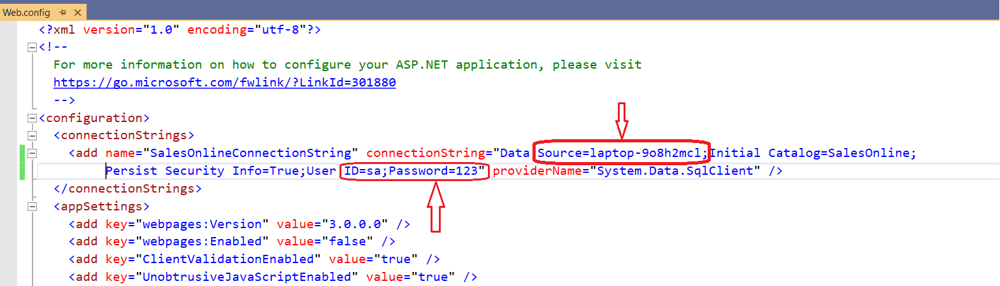 Web.config
<?xml version="1.0" encoding="utf-8"?>
<!--
For more information on how to configure your ASP.NET application, please visit
https://go.microsoft.com/fwlink/?LinkId=301880
-->
<configuration>
<connectionStrings>
<add name="SalesOnlineConnectionString" connectionString="Data Source=laptop-9o8h2mcl;Initial Catalog=SalesOnline;
Persist Security Info=True;User ID=sa;Password=123" providerName="System.Data.SqlClient" />
</connectionStrings>
<appSettings>
<add key="webpages:Version" value="3.0.0.0" />
<add key="webpages:Enabled" value="false" />
<add key="ClientValidationEnabled" value="true" />
<add key="UnobtrusiveJavaScriptEnabled" value="true" />